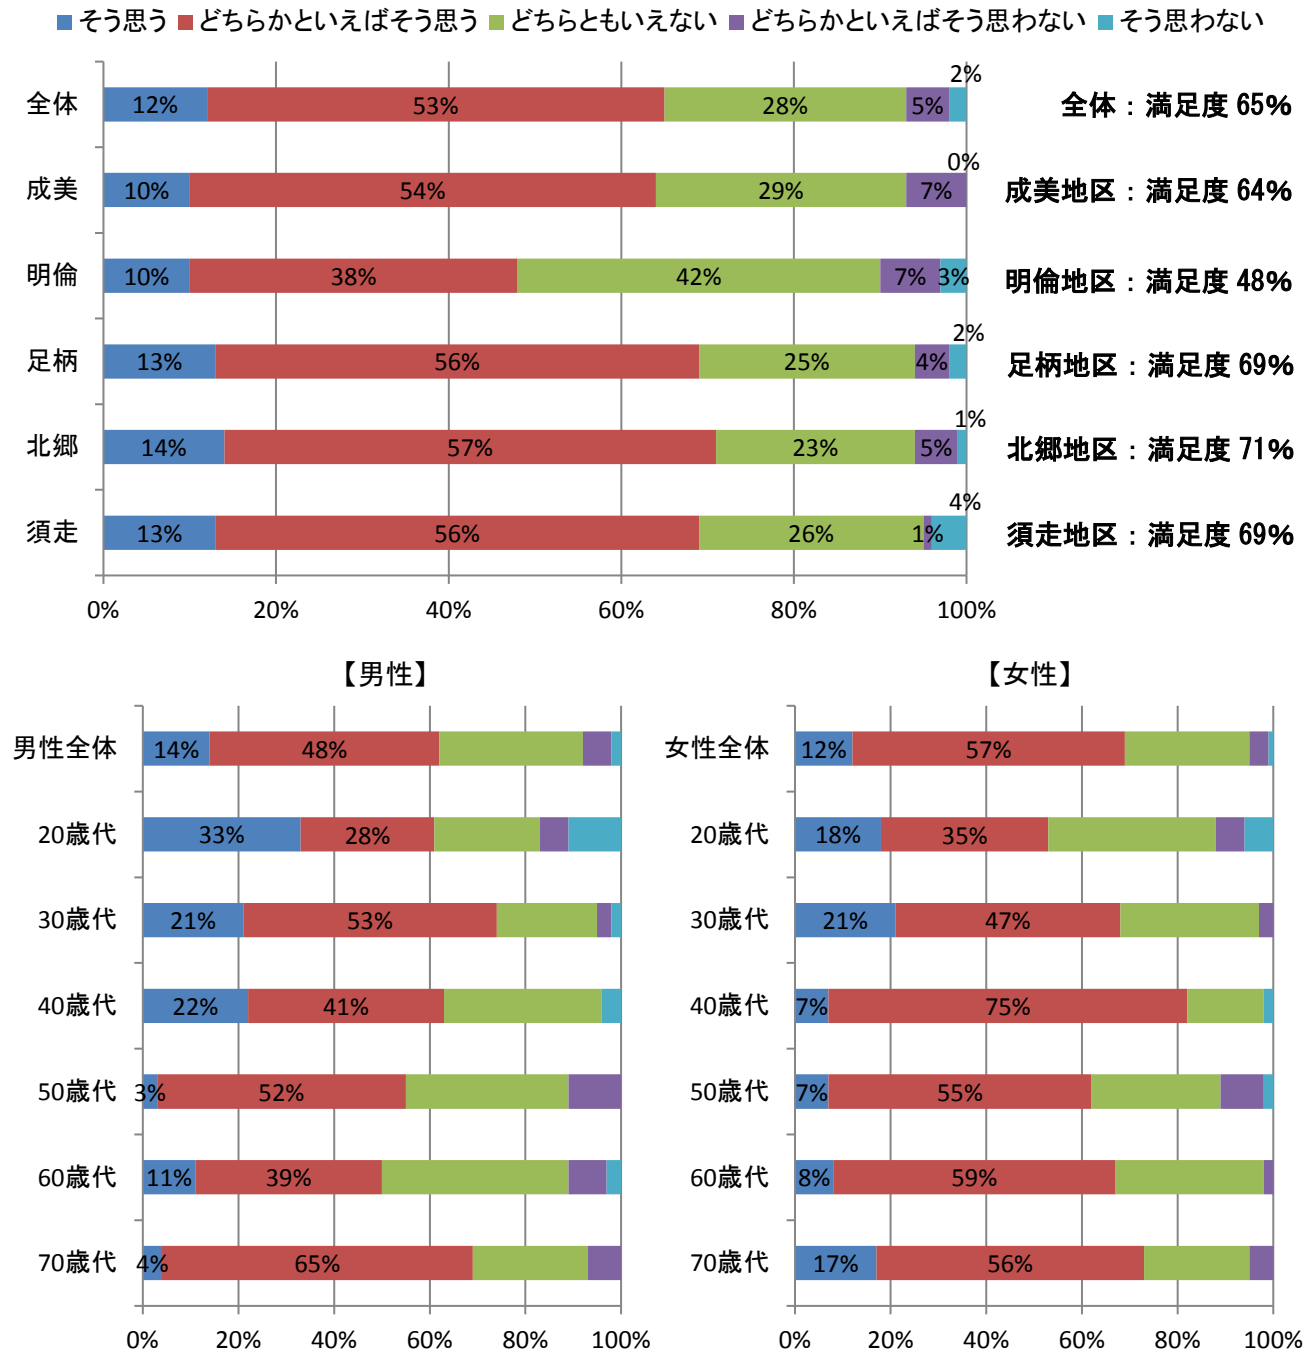 そう思う どちらかといえばそう思う どちらともいえない どちらかといえばそう思わない そう思わない
2%
全体 12% 53% 28% 5% 全体：満足度 65%
0%
成美 10% 54% 29% 7% 成美地区：満足度 64%
明倫 10% 38% 42% 7% 3% 明倫地区：満足度 48%
2%
足柄 13% 56% 25% 4% 足柄地区：満足度 69%
1%
北郷 14% 57% 23% 5% 北郷地区：満足度 71%
4%
須走 13% 56% 26% 1% 須走地区：満足度 69%
0% 20% 40% 60% 80% 100%
【男性】
男性全体 14% 48%
20歳代 33% 28%
30歳代 21% 53%
40歳代 22% 41%
50歳代 3% 52%
60歳代 11% 39%
70歳代 4% 65%
0% 20% 40% 60% 80% 100%
【女性】
女性全体 12% 57%
20歳代 18% 35%
30歳代 21% 47%
40歳代 7% 75%
50歳代 7% 55%
60歳代 8% 59%
70歳代 17% 56%
0% 20% 40% 60% 80% 100%